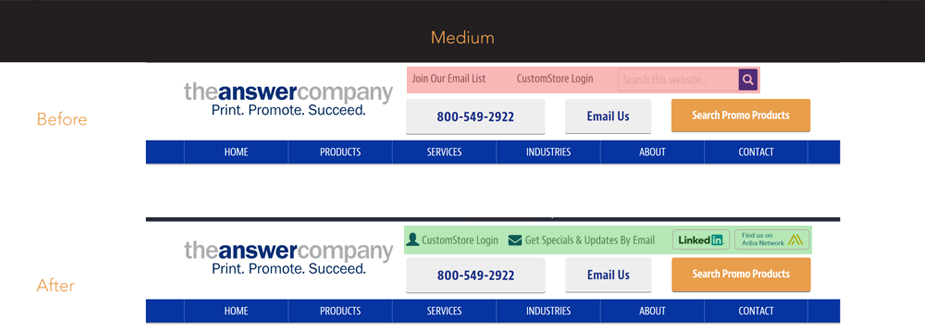 Medium
Before
theanswercompany
Print. Promote. Succeed.
Join Our Email List CustomStore Login Search this website...
800-549-2922 Email Us Search Promo Products
HOME PRODUCTS SERVICES INDUSTRIES ABOUT CONTACT
After
theanswercompany
Print. Promote. Succeed.
CustomStore Login Get Specials & Updates By Email LinkedIn Find us on
Ariba Network
800-549-2922 Email Us Search Promo Products
HOME PRODUCTS SERVICES INDUSTRIES ABOUT CONTACT